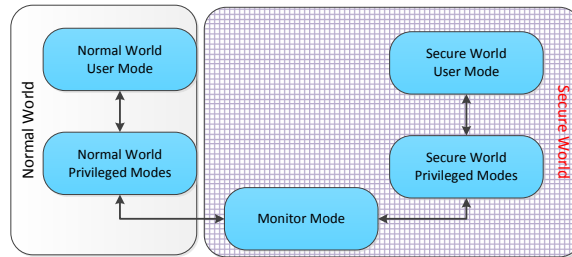 Normal World
Normal World
User Mode
Normal World
Privileged Modes
Monitor Mode
Secure World
User Mode
Secure World
Privileged Modes
Secure World